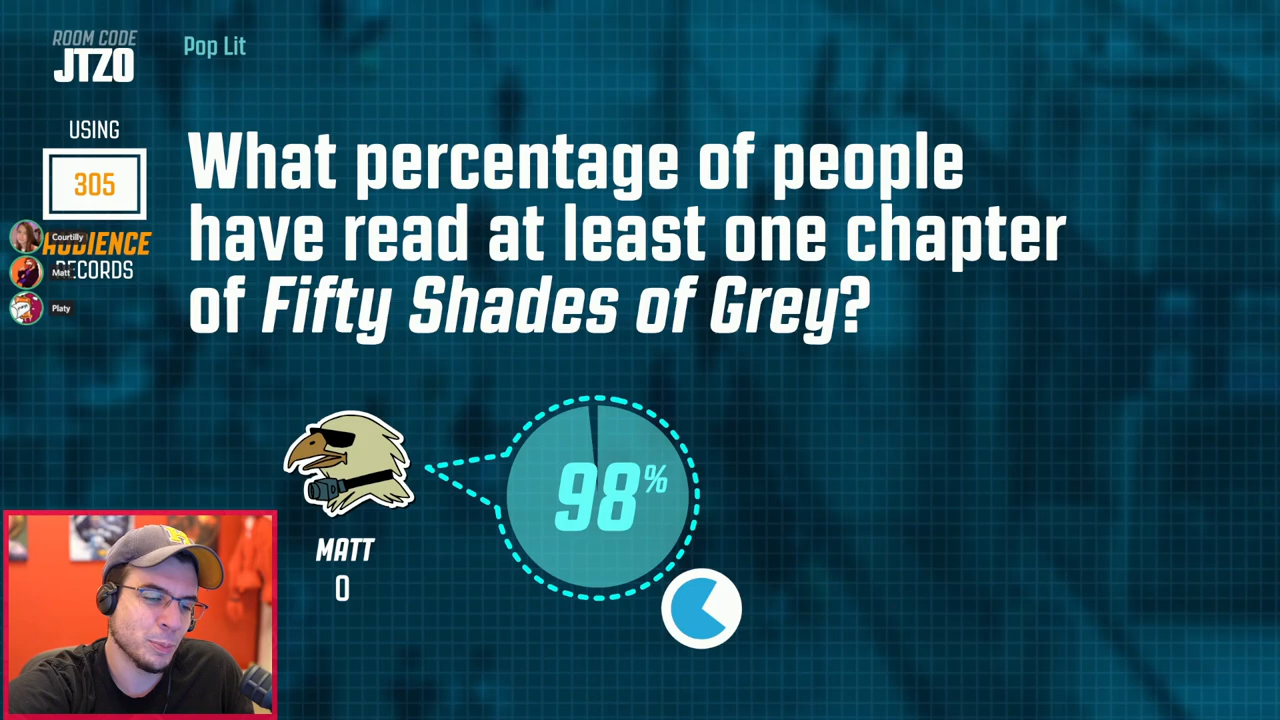 ROOM CODE
JTZO
Pop Lit
USING
305
AUDIENCE
RECORDS
Courtilly
Matt
Platy
What percentage of people
have read at least one chapter
of Fifty Shades of Grey?
98%
MATT
0